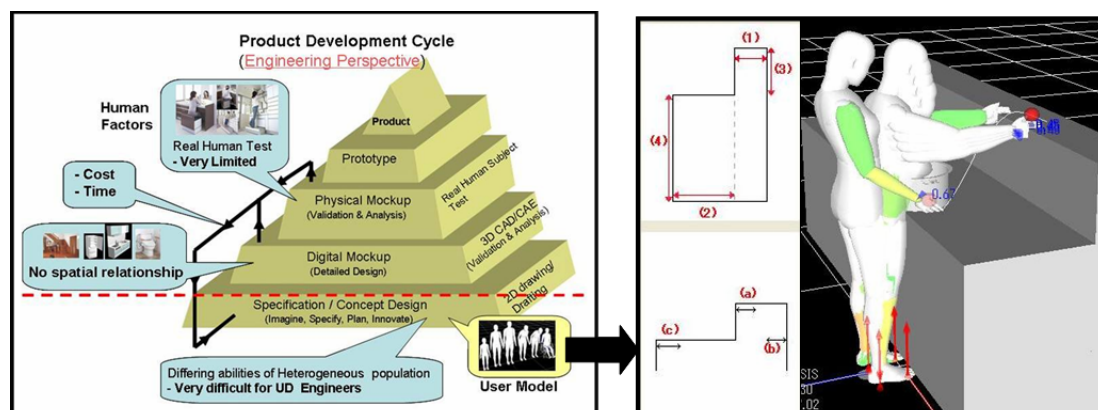 Product Development Cycle
(Engineering Perspective)
Human
Factors
Real Human Test
- Very Limited
- Cost
- Time
No spatial relationship
Product
Prototype
Physical Mockup
(Validation & Analysis)
Digital Mockup
(Detailed Design)
Specification / Concept Design
(Imagine, Specify, Plan, Innovate)
Real Human Subject
Test
3D CAD/CAE
(Validation & Analysis)
2D drawing/
Drafting
Differing abilities of Heterogeneous population
- Very difficult for UD Engineers
User Model
(1)
(3)
(4)
(2)
(a)
(c)
(b)
0.67
SIS